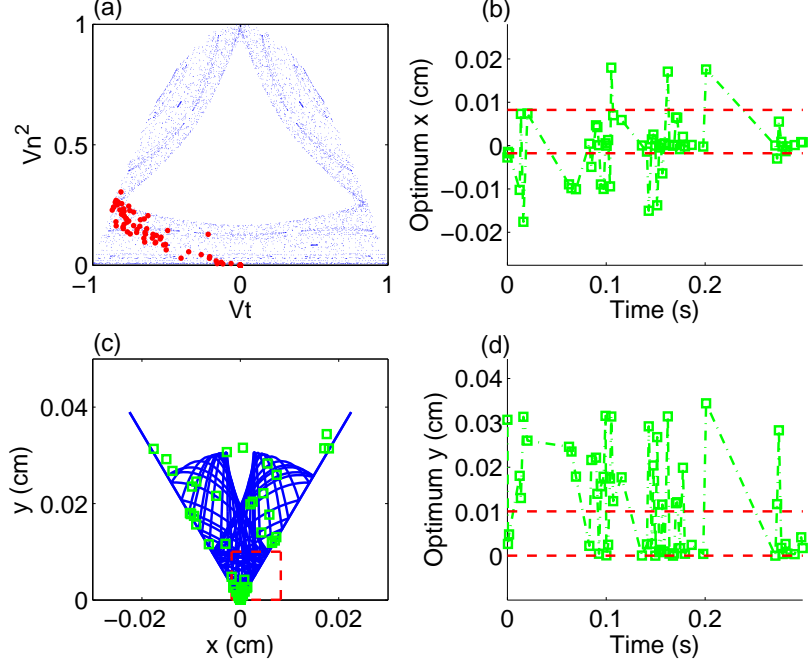 (a)
1
0.5
0
Vn²
−1
0
1
Vt
(b)
0.02
0.01
0
−0.01
−0.02
Optimum x (cm)
0
0.1
0.2
Time (s)
(c)
0.04
0.02
0
y (cm)
−0.02
0
0.02
x (cm)
(d)
0.04
0.03
0.02
0.01
0
Optimum y (cm)
0
0.1
0.2
Time (s)